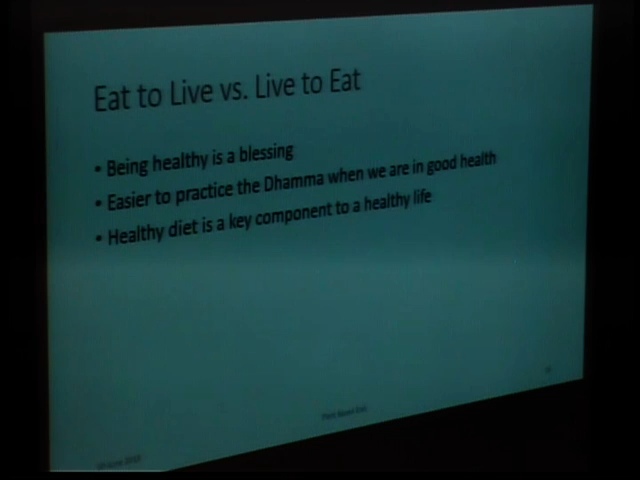 Eat to Live vs. Live to Eat
• Being healthy is a blessing
• Easier to practice the Dhamma when we are in good health
• Healthy diet is a key component to a healthy life